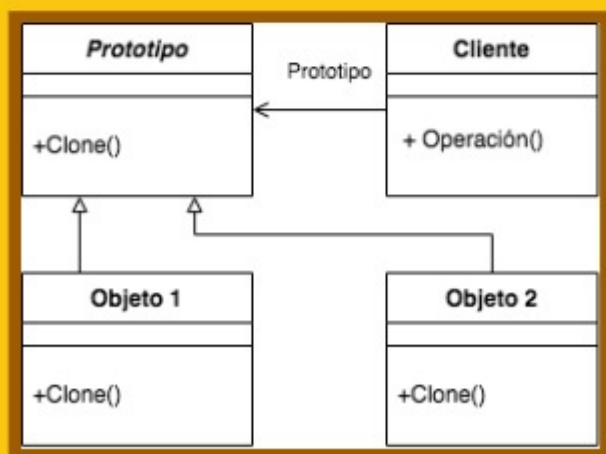 Prototipo
Cliente
Prototipo
+Clone()
+ Operación()
Objeto 1
Objeto 2
+Clone()
+Clone()